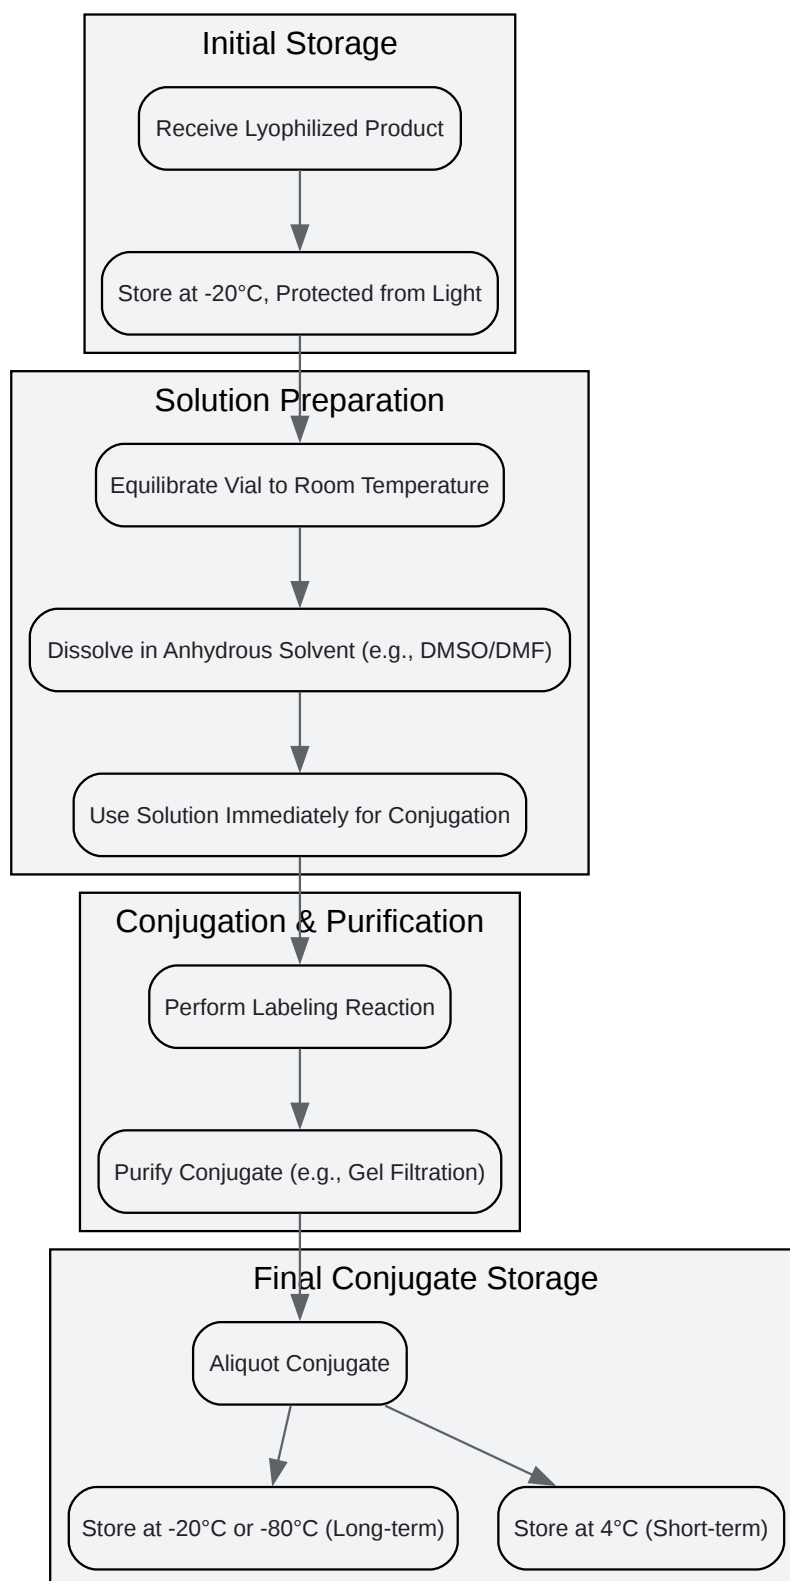 Initial Storage
Receive Lyophilized Product
Store at -20°C, Protected from Light
Solution Preparation
Equilibrate Vial to Room Temperature
Dissolve in Anhydrous Solvent (e.g., DMSO/DMF)
Use Solution Immediately for Conjugation
Conjugation & Purification
Perform Labeling Reaction
Purify Conjugate (e.g., Gel Filtration)
Final Conjugate Storage
Aliquot Conjugate
Store at -20°C or -80°C (Long-term)
Store at 4°C (Short-term)